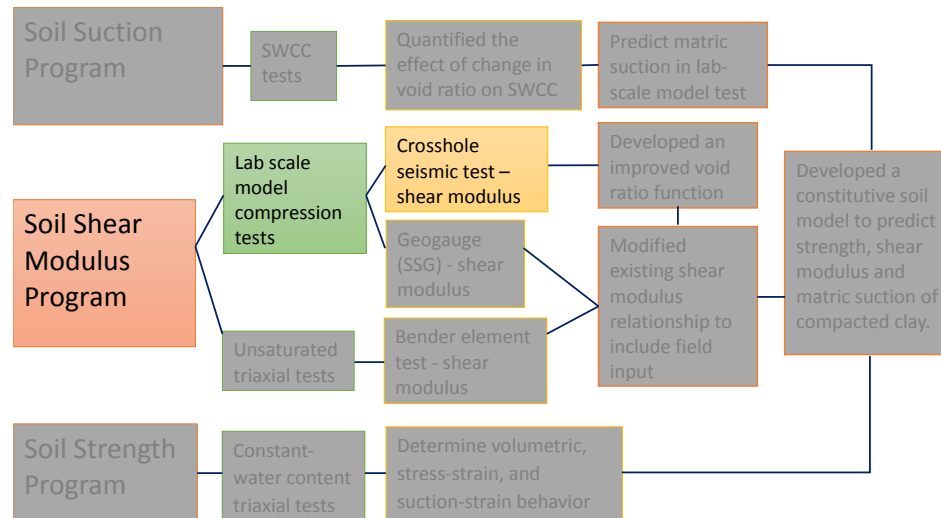 Soil Suction
Program
SWCC
tests
Quantified the
effect of change in
void ratio on SWCC
Predict matric
suction in lab-
scale model test
Soil Shear
Modulus
Program
Lab scale
model
compression
tests
Crosshole
seismic test –
shear modulus
Developed an
improved void
ratio function
Geogauge
(SSG) - shear
modulus
Modified
existing shear
modulus
relationship to
include field
input
Developed a
constitutive soil
model to predict
strength, shear
modulus and
matric suction of
compacted clay.
Unsaturated
triaxial tests
Bender element
test - shear
modulus
Soil Strength
Program
Constant-
water content
triaxial tests
Determine volumetric,
stress-strain, and
suction-strain behavior